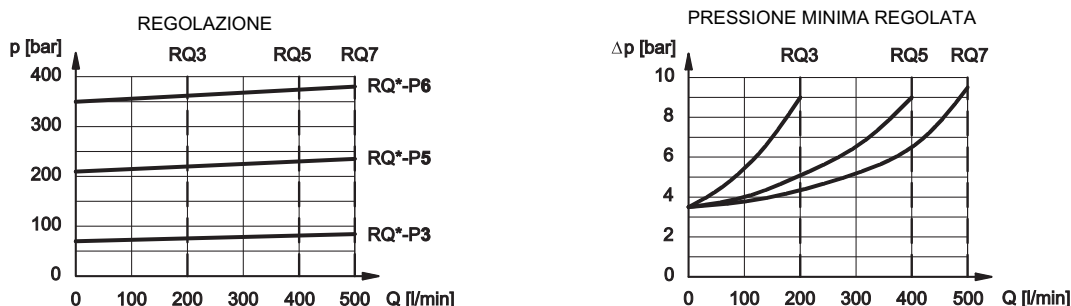 REGOLAZIONE
p [bar]
RQ3 RQ5 RQ7
400
300
200
100
0
RQ*-P6
RQ*-P5
RQ*-P3
0 100 200 300 400 500 Q [l/min]
PRESSIONE MINIMA REGOLATA
Δp [bar]
RQ3 RQ5 RQ7
10
8
6
4
2
0
0 100 200 300 400 500 Q [l/min]